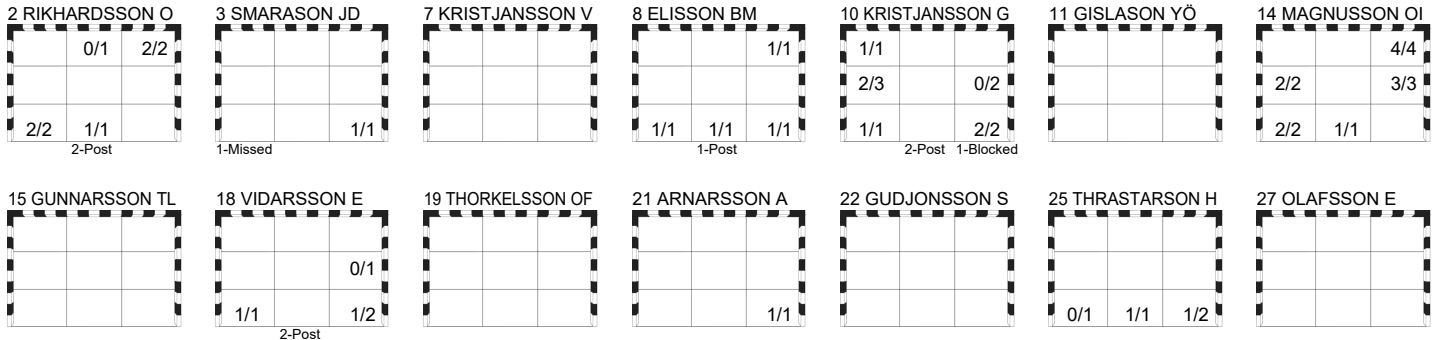 2 RIKHARDSSON O 3 SMARASON JD 7 KRISTJANSSON V 8 ELISSON BM 10 KRISTJANSSON G 11 GISLASON YÖ 14 MAGNUSSON OI
0/1 2/2 1/1 1/1 4/4
2/3 0/2 2/2 3/3
2/2 1/1 1/1 1/1 1/1 1/1 1/1 2/2 2/2 1/1
2-Post 1-Missed 1-Post 2-Post 1-Blocked
15 GUNNARSSON TL 18 VIDARSSON E 19 THORKELSSON OF 21 ARNARSSON A 22 GUDJONSSON S 25 THRASTARSON H 27 OLAFSSON E
0/1
1/1 1/2 1/1 0/1 1/1 1/2
2-Post